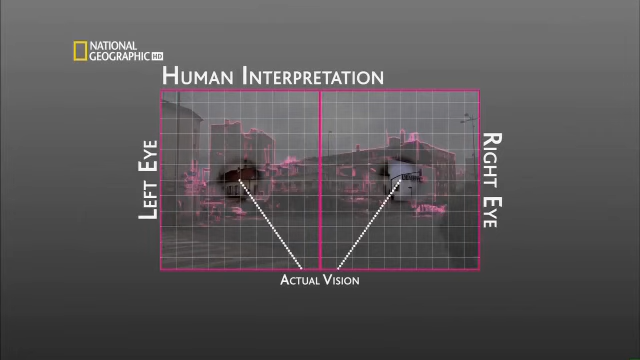 NATIONAL
GEOGRAPHIC HD
HUMAN INTERPRETATION
LEFT EYE
RIGHT EYE
ACTUAL VISION